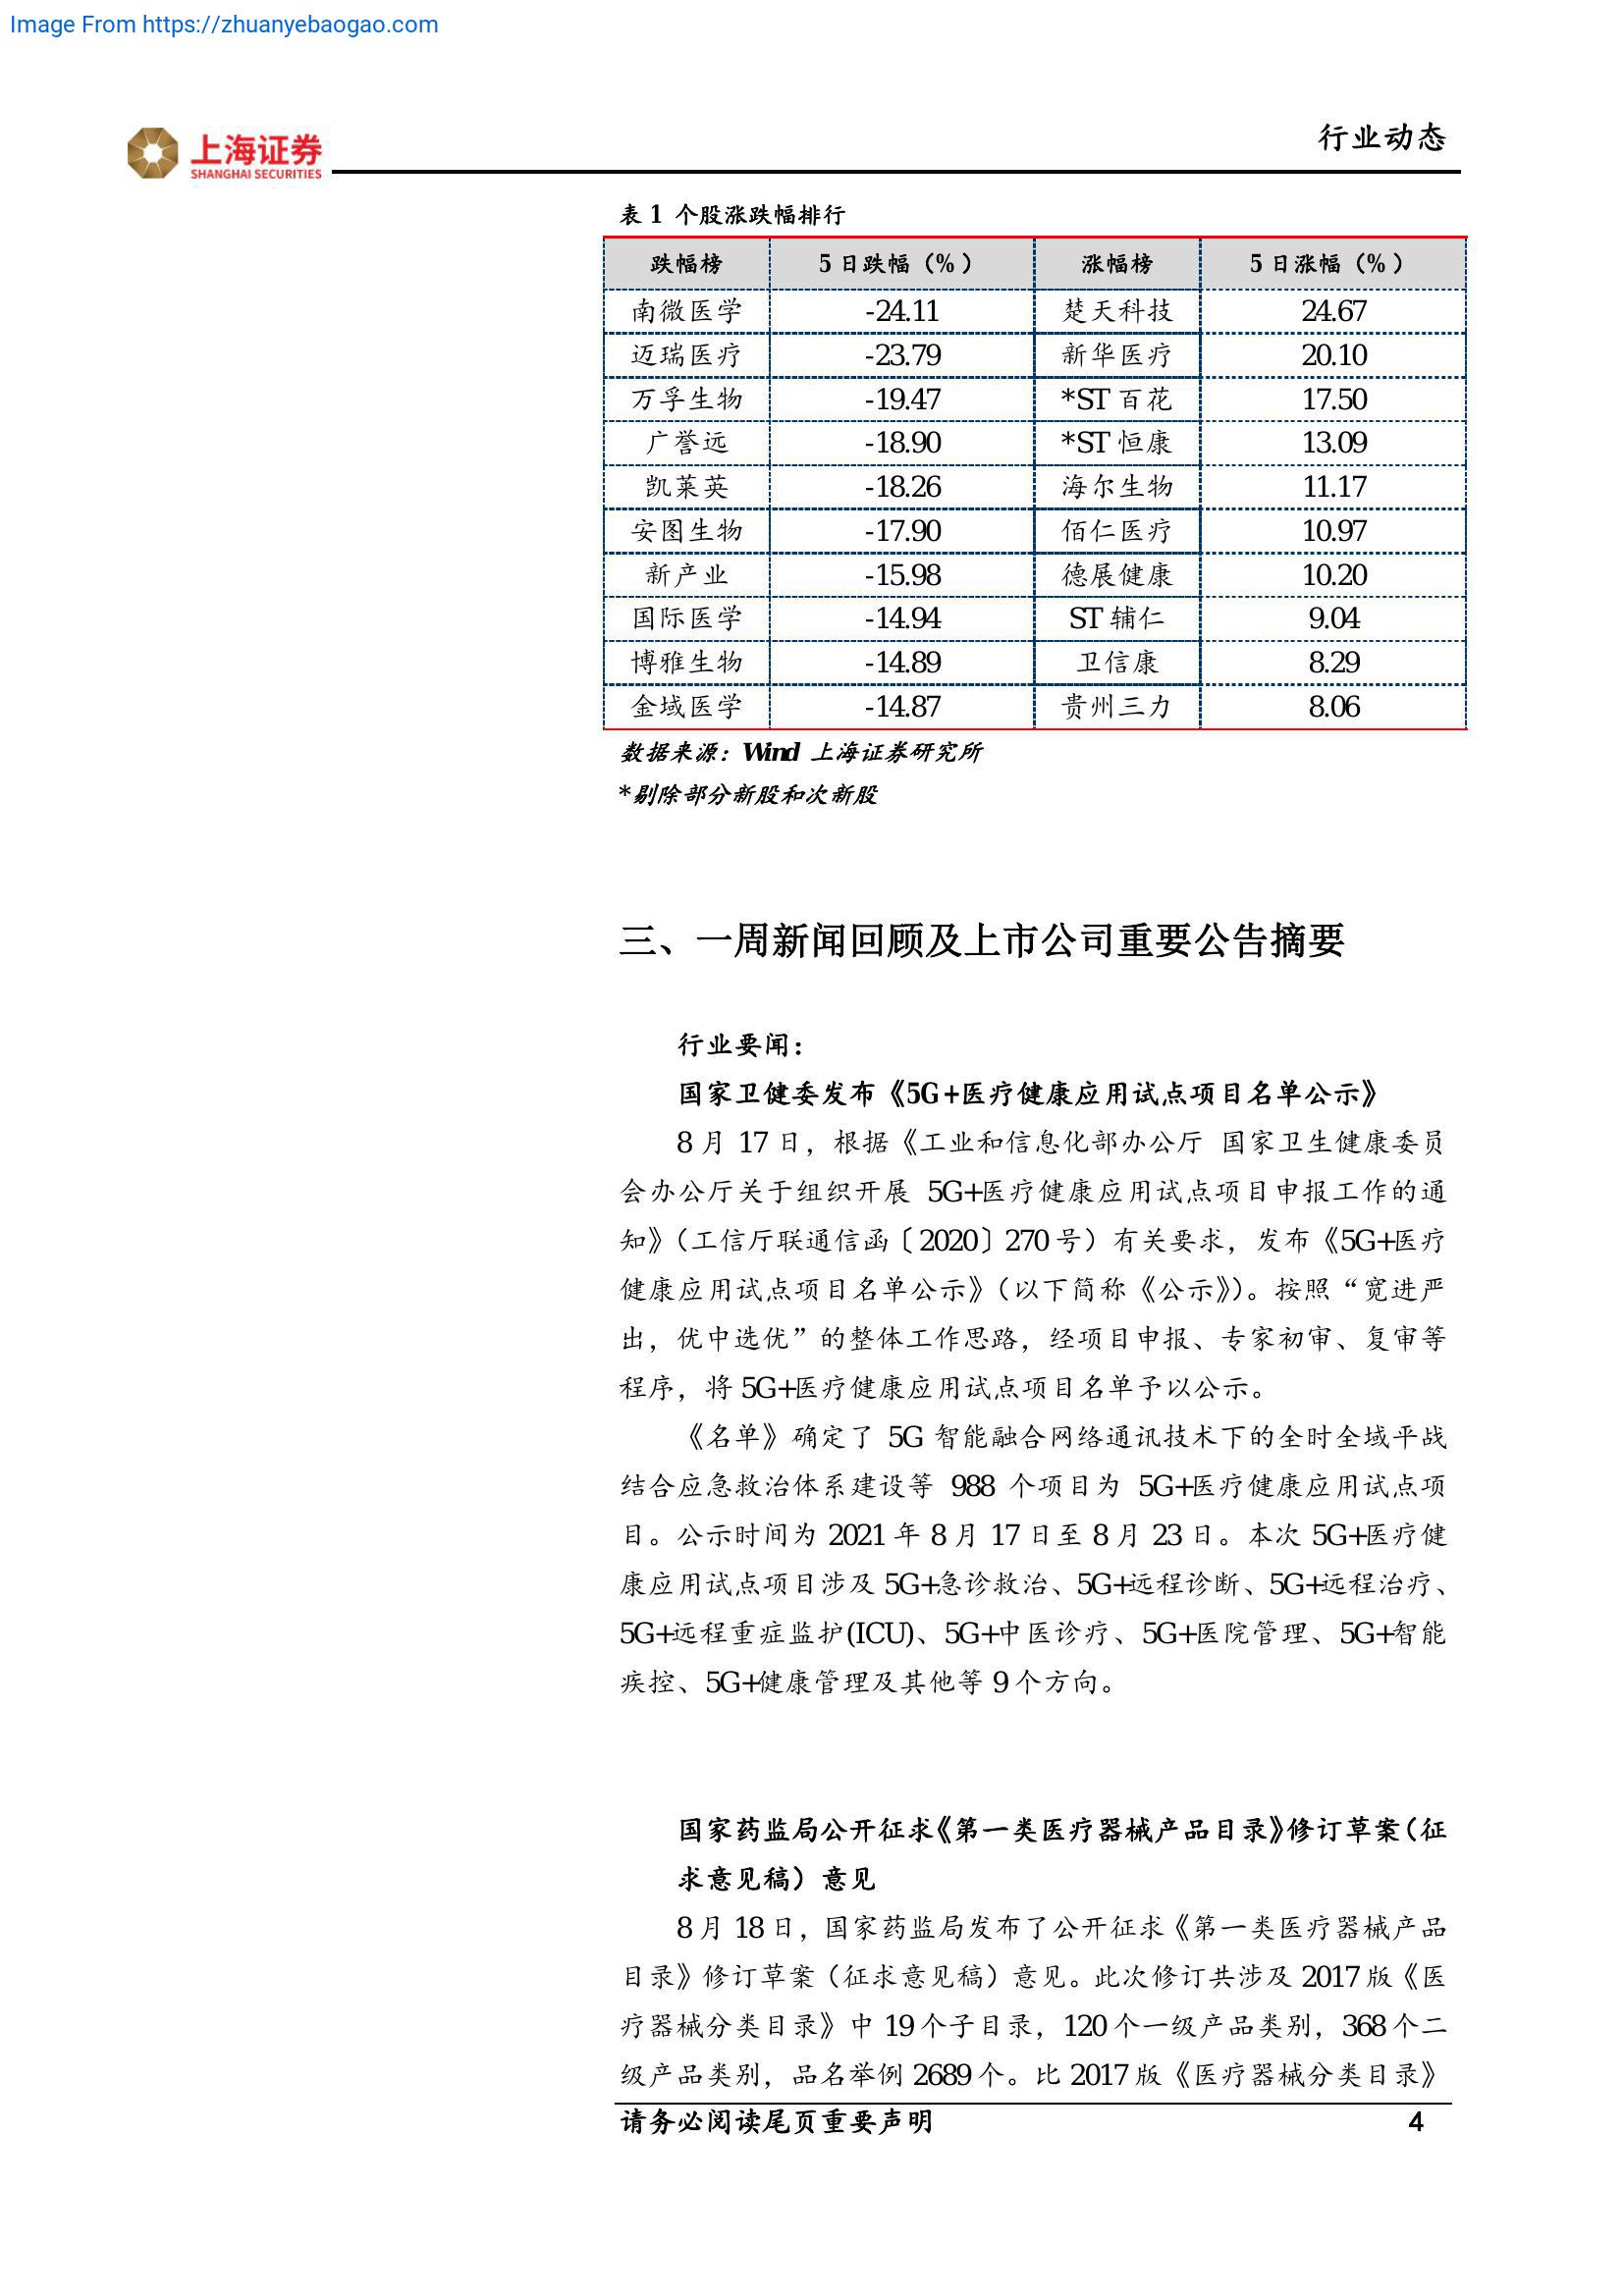 Image From https://zhuanyebaogao.com
上海证券
SHANGHAI SECURITIES
行业动态
表 1 个股涨跌幅排行
跌幅榜 5 日跌幅（%） 涨幅榜 5 日涨幅（%）
南微医学 -24.11 楚天科技 24.67
迈瑞医疗 -23.79 新华医疗 20.10
万孚生物 -19.47 *ST 百花 17.50
广誉远 -18.90 *ST 恒康 13.09
凯莱英 -18.26 海尔生物 11.17
安图生物 -17.90 佰仁医疗 10.97
新产业 -15.98 德展健康 10.20
国际医学 -14.94 ST 辅仁 9.04
博雅生物 -14.89 卫信康 8.29
金域医学 -14.87 贵州三力 8.06
数据来源：Wind 上海证券研究所
*剔除部分新股和次新股
三、一周新闻回顾及上市公司重要公告摘要
行业要闻：
国家卫健委发布《5G+医疗健康应用试点项目名单公示》
8 月 17 日，根据《工业和信息化部办公厅 国家卫生健康委员
会办公厅关于组织开展 5G+医疗健康应用试点项目申报工作的通
知》（工信厅联通信函〔2020〕270 号）有关要求，发布《5G+医疗
健康应用试点项目名单公示》（以下简称《公示》）。按照“宽进严
出，优中选优”的整体工作思路，经项目申报、专家初审、复审等
程序，将 5G+医疗健康应用试点项目名单予以公示。
《名单》确定了 5G 智能融合网络通讯技术下的全时全域平战
结合应急救治体系建设等 988 个项目为 5G+医疗健康应用试点项
目。公示时间为 2021 年 8 月 17 日至 8 月 23 日。本次 5G+医疗健
康应用试点项目涉及 5G+急诊救治、5G+远程诊断、5G+远程治疗、
5G+远程重症监护(ICU)、5G+中医诊疗、5G+医院管理、5G+智能
疾控、5G+健康管理及其他等 9 个方向。
国家药监局公开征求《第一类医疗器械产品目录》修订草案（征
求意见稿）意见
8 月 18 日，国家药监局发布了公开征求《第一类医疗器械产品
目录》修订草案（征求意见稿）意见。此次修订共涉及 2017 版《医
疗器械分类目录》中 19 个子目录，120 个一级产品类别，368 个二
级产品类别，品名举例 2689 个。比 2017 版《医疗器械分类目录》
请务必阅读尾页重要声明 4